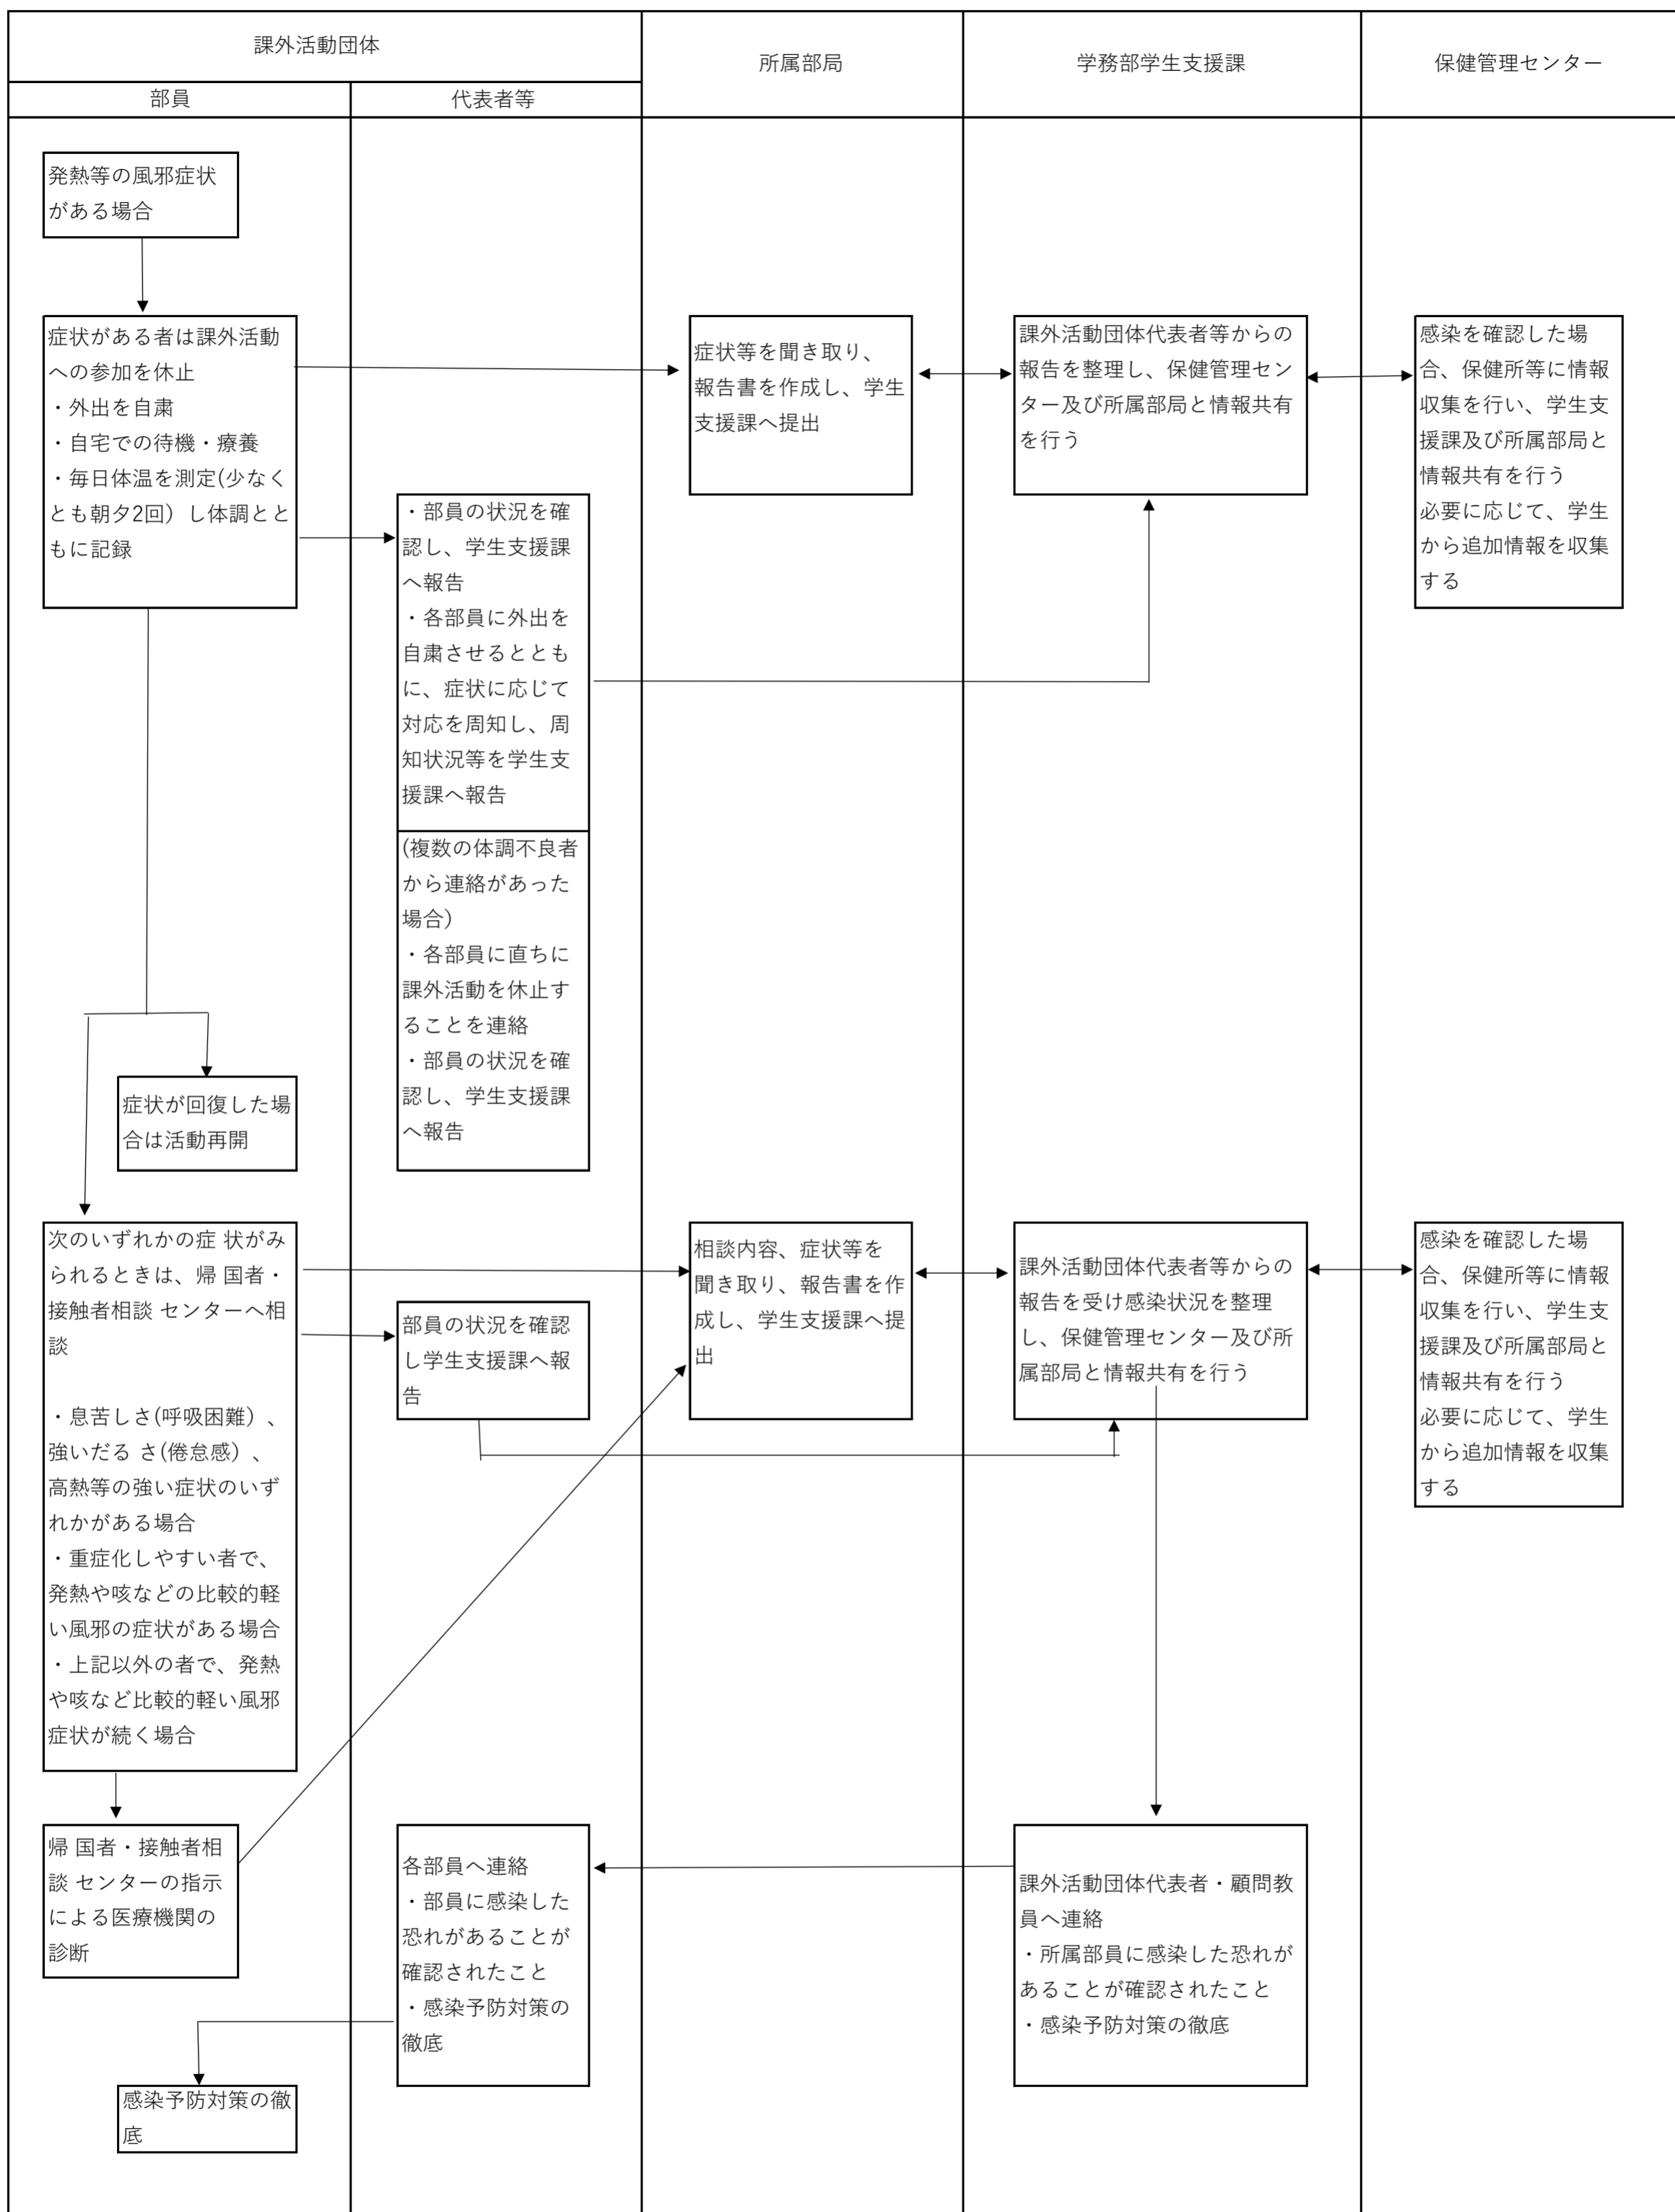 課外活動団体
部員
代表者等
所属部局
学務部学生支援課
保健管理センター
発熱等の風邪症状
がある場合
症状がある者は課外活動
への参加を休止
・外出を自粛
・自宅での待機・療養
・毎日体温を測定(少なく
とも朝夕2回）し体調とと
もに記録
症状等を聞き取り、
報告書を作成し、学生
支援課へ提出
課外活動団体代表者等からの
報告を整理し、保健管理セン
ター及び所属部局と情報共有
を行う
感染を確認した場
合、保健所等に情報
収集を行い、学生支
援課及び所属部局と
情報共有を行う
必要に応じて、学生
から追加情報を収集
する
・部員の状況を確
認し、学生支援課
へ報告
・各部員に外出を
自粛させるととも
に、症状に応じて
対応を周知し、周
知状況等を学生支
援課へ報告
(複数の体調不良者
から連絡があった
場合）
・各部員に直ちに
課外活動を休止す
ることを連絡
・部員の状況を確
認し、学生支援課
へ報告
症状が回復した場
合は活動再開
次のいずれかの症 状がみ
られるときは、帰 国者・
接触者相談 センターへ相
談
・息苦しさ(呼吸困難）、
強いだる さ(倦怠感）、
高熱等の強い症状のいず
れかがある場合
・重症化しやすい者で、
発熱や咳などの比較的軽
い風邪の症状がある場合
・上記以外の者で、発熱
や咳など比較的軽い風邪
症状が続く場合
部員の状況を確認
し学生支援課へ報
告
相談内容、症状等を
聞き取り、報告書を作
成し、学生支援課へ提
出
課外活動団体代表者等からの
報告を受け感染状況を整理
し、保健管理センター及び所
属部局と情報共有を行う
感染を確認した場
合、保健所等に情報
収集を行い、学生支
援課及び所属部局と
情報共有を行う
必要に応じて、学生
から追加情報を収集
する
帰 国者・接触者相
談 センターの指示
による医療機関の
診断
各部員へ連絡
・部員に感染した
恐れがあることが
確認されたこと
・感染予防対策の
徹底
課外活動団体代表者・顧問教
員へ連絡
・所属部員に感染した恐れが
あることが確認されたこと
・感染予防対策の徹底
感染予防対策の徹
底